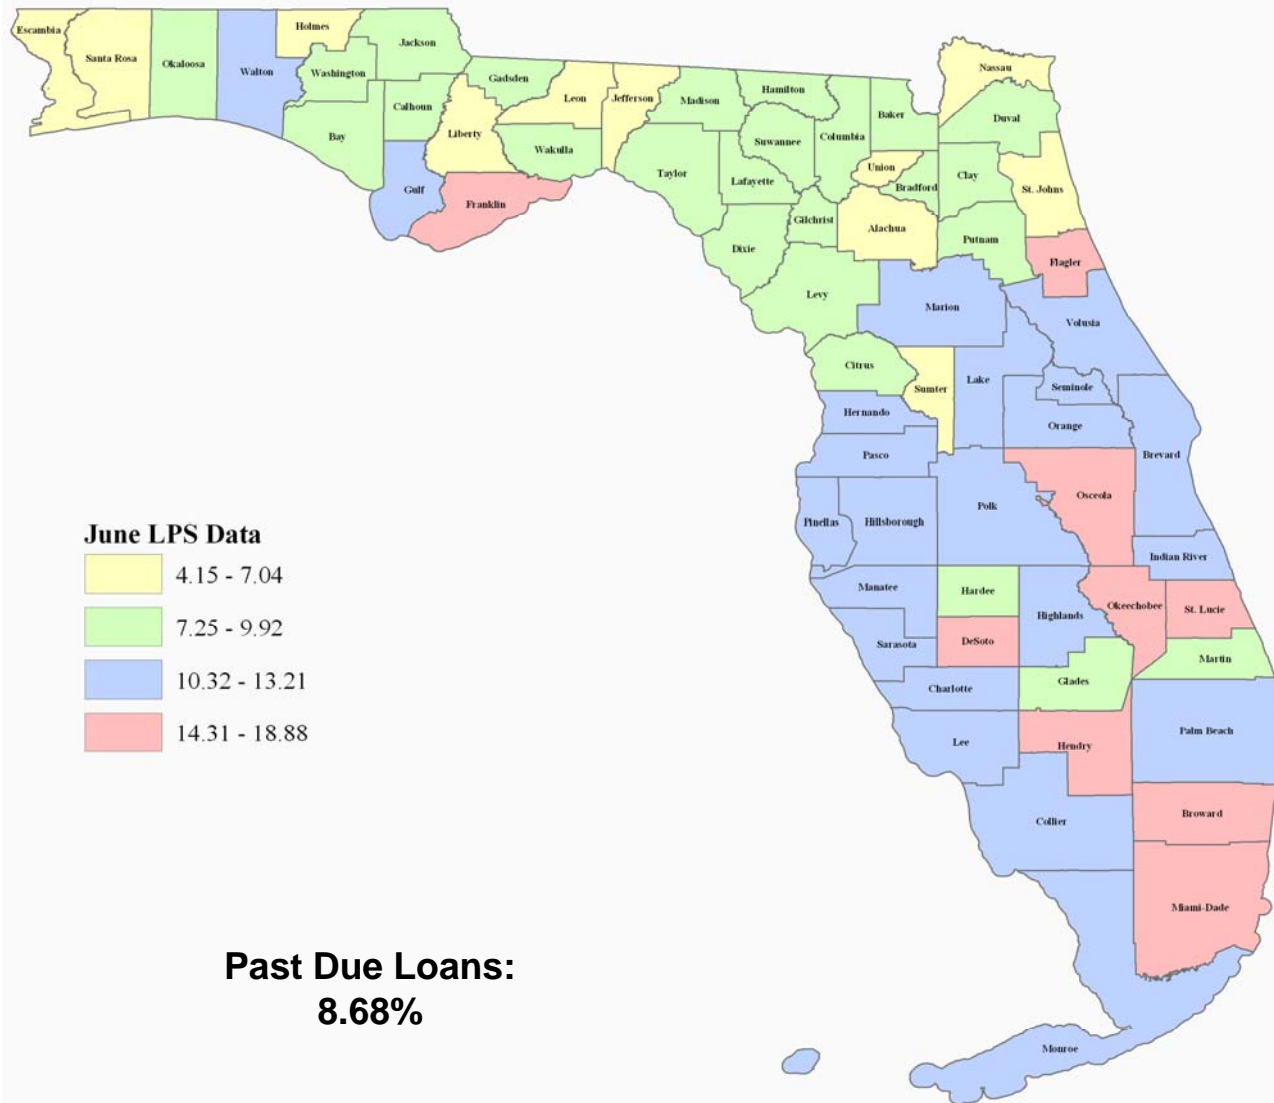 Escambia
Santa Rosa
Okaloosa
Walton
Holmes
Jackson
Washington
Bay
Calhoun
Gulf
Gadsden
Liberty
Franklin
Leon
Wakulla
Jefferson
Madison
Taylor
Hamilton
Suwannee
Lafayette
Dixie
Columbia
Gilchrist
Levy
Baker
Union
Bradford
Alachua
Nassau
Duval
Clay
St. Johns
Putnam
Flagler
Marion
Volusia
Citrus
Sumter
Lake
Seminole
Hernando
Orange
Pasco
Brevard
Pinellas
Hillsborough
Polk
Osceola
Indian River
Manatee
Hardee
Highlands
Okeechobee
St. Lucie
Sarasota
DeSoto
Martin
Charlotte
Glades
Lee
Hendry
Palm Beach
Collier
Broward
Miami-Dade
Monroe
June LPS Data
4.15 - 7.04
7.25 - 9.92
10.32 - 13.21
14.31 - 18.88
Past Due Loans:
8.68%